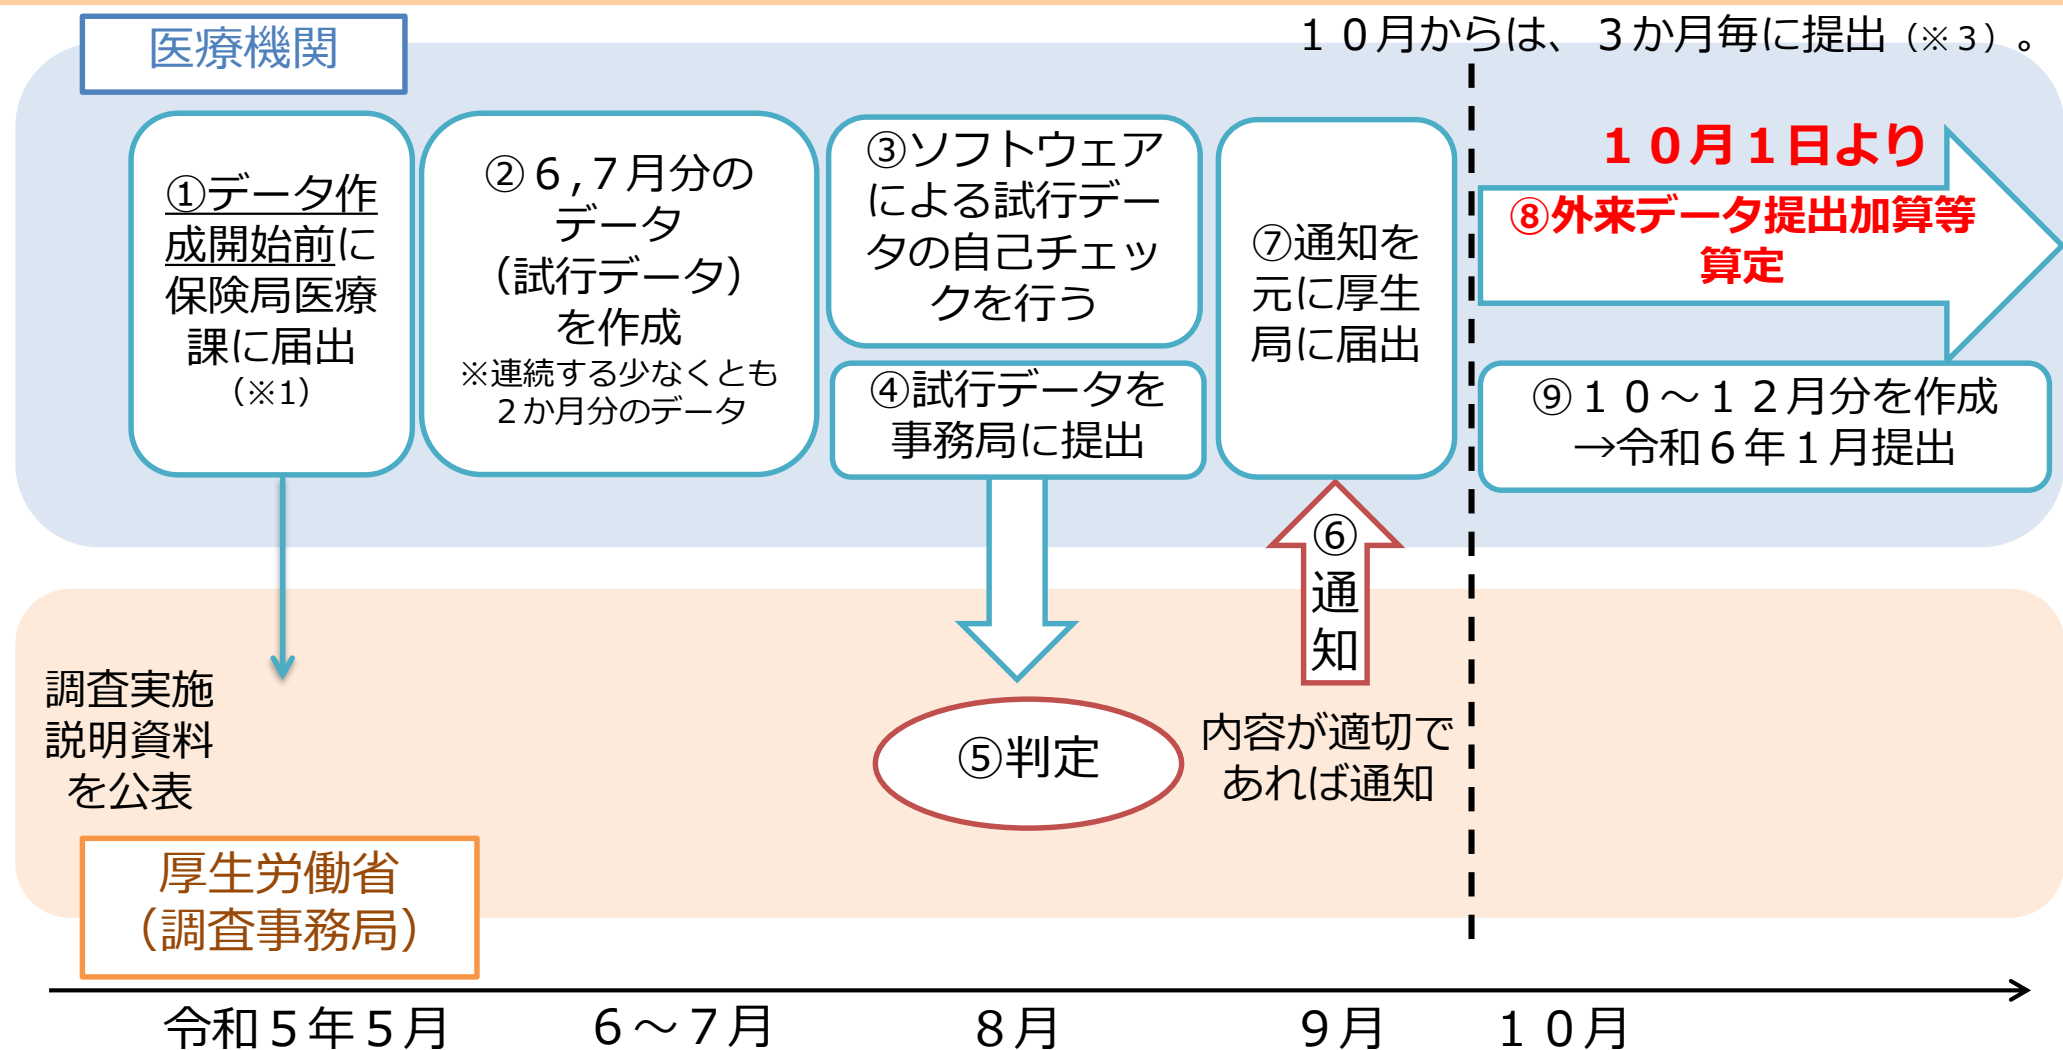 医療機関
１０月からは、３か月毎に提出（※３）。
①データ作
成開始前に
保険局医療
課に届出
（※1）
②６,７月分の
データ
（試行データ）
を作成
※連続する少なくとも
２か月分のデータ
③ソフトウェア
による試行デー
タの自己チェッ
クを行う
④試行データを
事務局に提出
⑦通知を
元に厚生
局に届出
１０月１日より
⑧外来データ提出加算等
算定
⑨１０～１２月分を作成
→令和６年１月提出
⑥
通
知
調査実施
説明資料
を公表
⑤判定
内容が適切で
あれば通知
厚生労働省
（調査事務局）
令和５年５月
６～７月
８月
９月
１０月